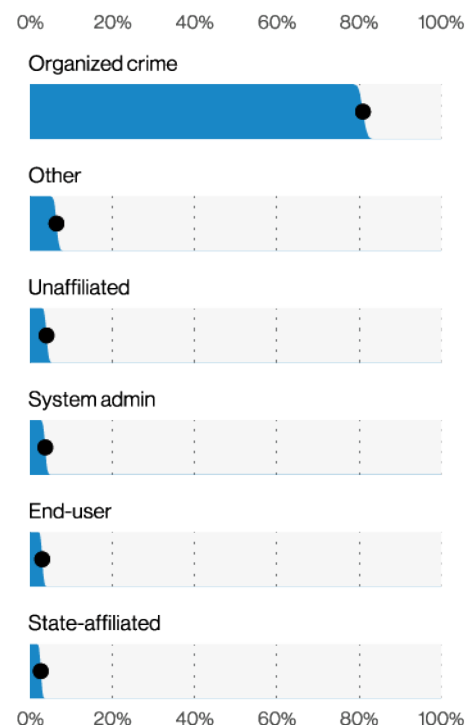 0% 20% 40% 60% 80% 100%
Organized crime
Other
Unaffiliated
System admin
End-user
State-affiliated
0% 20% 40% 60% 80% 100%